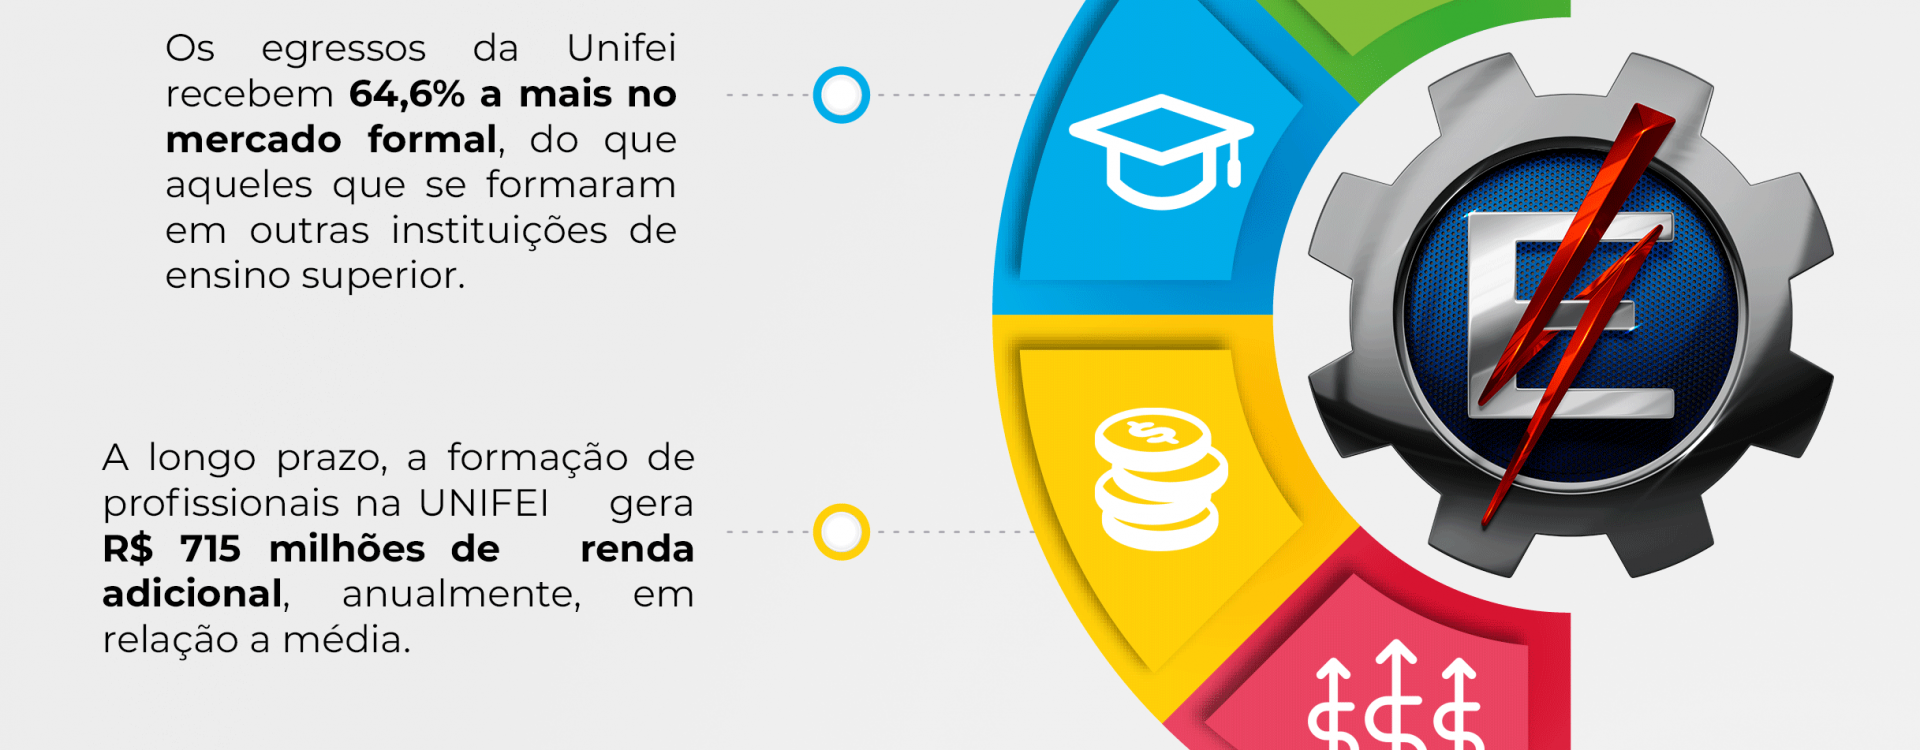 Os egressos da Unifei
recebem 64,6% a mais no
mercado formal, do que
aqueles que se formaram
em outras instituições de
ensino superior.
A longo prazo, a formação de
profissionais na UNIFEI gera
R$ 715 milhões de renda
adicional, anualmente, em
relação a média.
E